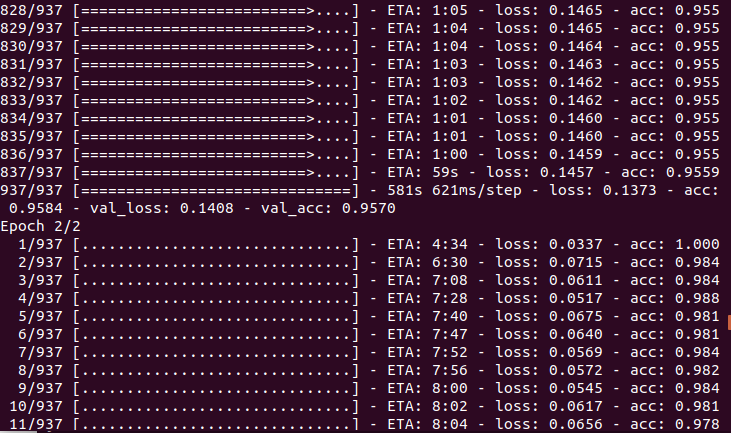 828/937 [==========================>....] - ETA: 1:05 - loss: 0.1465 - acc: 0.955
829/937 [==========================>....] - ETA: 1:04 - loss: 0.1465 - acc: 0.955
830/937 [==========================>....] - ETA: 1:04 - loss: 0.1464 - acc: 0.955
831/937 [==========================>....] - ETA: 1:03 - loss: 0.1463 - acc: 0.955
832/937 [==========================>....] - ETA: 1:03 - loss: 0.1462 - acc: 0.955
833/937 [==========================>....] - ETA: 1:02 - loss: 0.1462 - acc: 0.955
834/937 [==========================>....] - ETA: 1:01 - loss: 0.1460 - acc: 0.955
835/937 [==========================>....] - ETA: 1:01 - loss: 0.1460 - acc: 0.955
836/937 [==========================>....] - ETA: 1:00 - loss: 0.1459 - acc: 0.955
837/937 [==========================>....] - ETA: 59s - loss: 0.1457 - acc: 0.9559
937/937 [==============================] - 581s 621ms/step - loss: 0.1373 - acc:
0.9584 - val_loss: 0.1408 - val_acc: 0.9570
Epoch 2/2
1/937 [..............................] - ETA: 4:34 - loss: 0.0337 - acc: 1.000
2/937 [..............................] - ETA: 6:30 - loss: 0.0715 - acc: 0.984
3/937 [..............................] - ETA: 7:08 - loss: 0.0611 - acc: 0.984
4/937 [..............................] - ETA: 7:28 - loss: 0.0517 - acc: 0.988
5/937 [..............................] - ETA: 7:40 - loss: 0.0675 - acc: 0.981
6/937 [..............................] - ETA: 7:47 - loss: 0.0640 - acc: 0.981
7/937 [..............................] - ETA: 7:52 - loss: 0.0569 - acc: 0.984
8/937 [..............................] - ETA: 7:56 - loss: 0.0572 - acc: 0.982
9/937 [..............................] - ETA: 8:00 - loss: 0.0545 - acc: 0.984
10/937 [..............................] - ETA: 8:02 - loss: 0.0617 - acc: 0.981
11/937 [..............................] - ETA: 8:04 - loss: 0.0656 - acc: 0.978